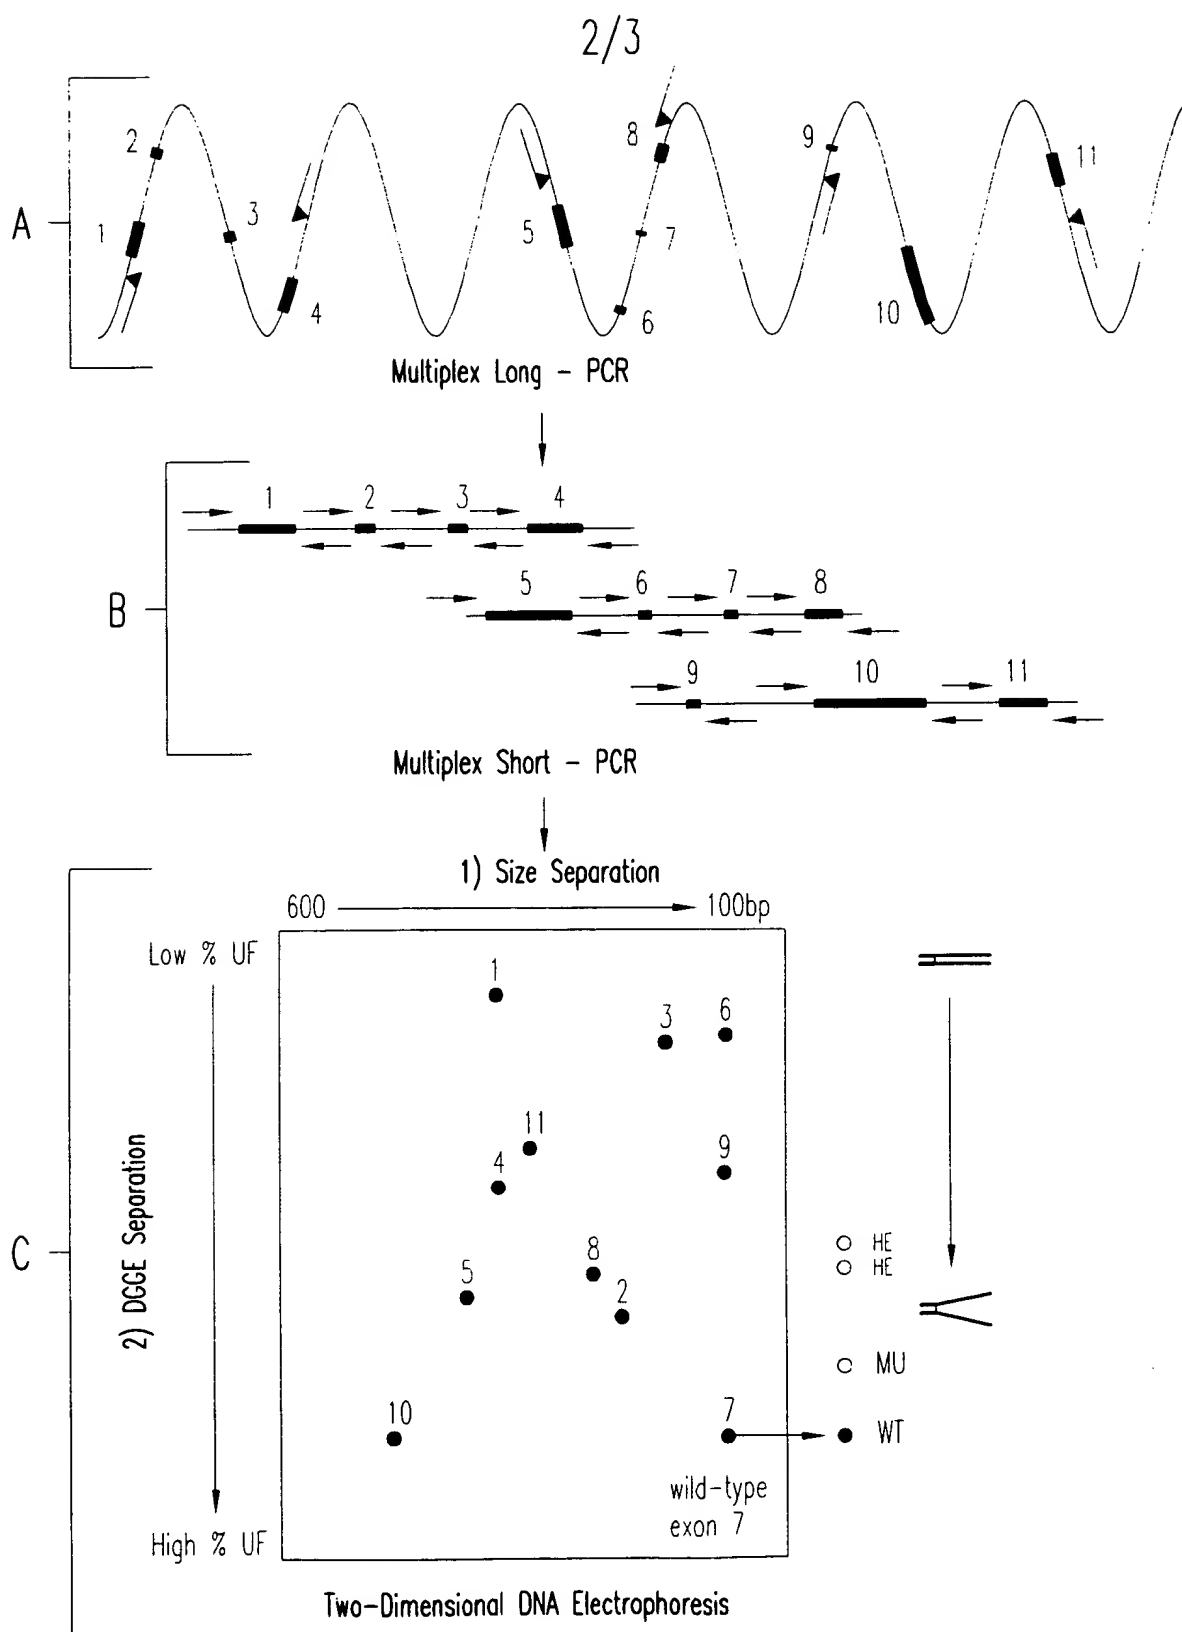 2/3
A
1
2
3
4
5
6
7
8
9
10
11
Multiplex Long - PCR
B
1 2 3 4
5 6 7 8
9 10 11
Multiplex Short - PCR
C
1) Size Separation
600 100bp
Low % UF
2) DGGE Separation
High % UF
1
3 6
11
4 9
8
5
2
10 7
wild-type
exon 7
HE
HE
MU
WT
Two-Dimensional DNA Electrophoresis